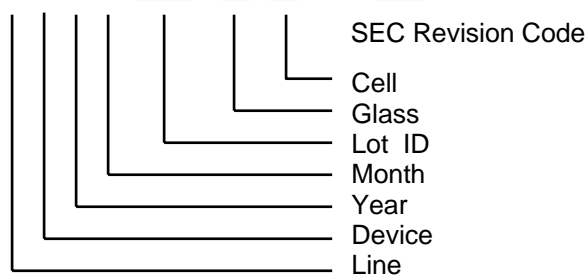 SEC Revision Code
Cell
Glass
Lot ID
Month
Year
Device
Line